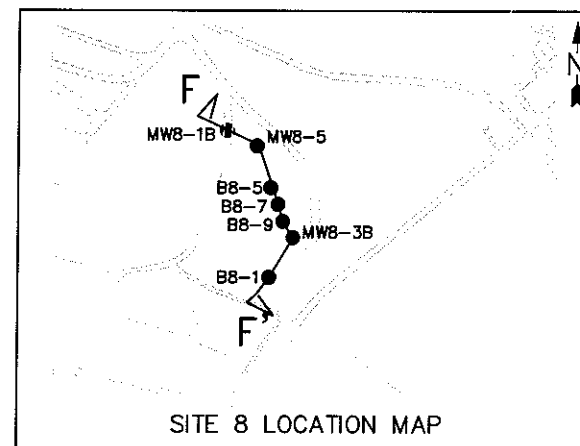 N
F
MW8-1B
MW8-5
B8-5
B8-7
B8-9
MW8-3B
B8-1
F'
SITE 8 LOCATION MAP